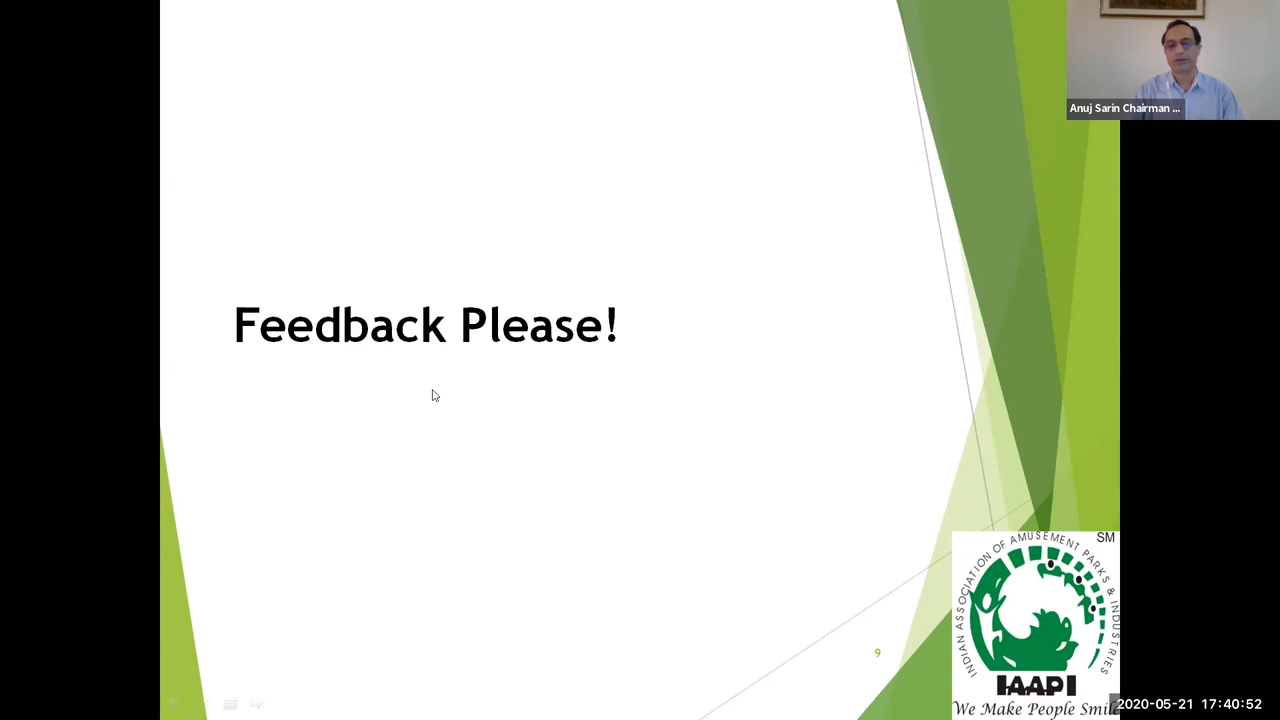 Anuj Sarin Chairman ...
Feedback Please!
SM
INDIAN ASSOCIATION OF AMUSEMENT PARKS & INDUSTRIES
9
IAAPI
We Make People Smile
2020-05-21 17:40:52